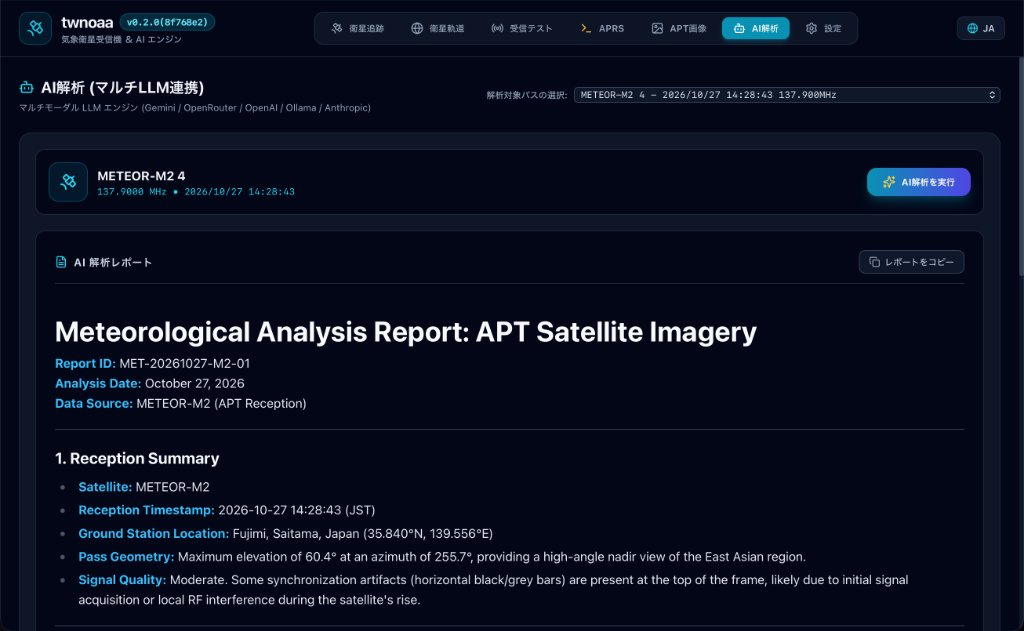 twnoaa v0.2.0(8f768e2)
気象衛星受信機 & AI エンジン
衛星追跡
衛星軌道
受信テスト
APRS
APT画像
AI解析
設定
JA
AI解析 (マルチLLM連携)
マルチモーダル LLM エンジン (Gemini / OpenRouter / OpenAI / Ollama / Anthropic)
解析対象パスの選択:
METEOR-M2 4 - 2026/10/27 14:28:43 137.900MHz
METEOR-M2 4
137.9000 MHz • 2026/10/27 14:28:43
AI解析を実行
AI 解析レポート
レポートをコピー
Meteorological Analysis Report: APT Satellite Imagery
Report ID: MET-20261027-M2-01
Analysis Date: October 27, 2026
Data Source: METEOR-M2 (APT Reception)
1. Reception Summary
• Satellite: METEOR-M2
• Reception Timestamp: 2026-10-27 14:28:43 (JST)
• Ground Station Location: Fujimi, Saitama, Japan (35.840°N, 139.556°E)
• Pass Geometry: Maximum elevation of 60.4° at an azimuth of 255.7°, providing a high-angle nadir view of the East Asian region.
• Signal Quality: Moderate. Some synchronization artifacts (horizontal black/grey bars) are present at the top of the frame, likely due to initial signal
acquisition or local RF interference during the satellite's rise.